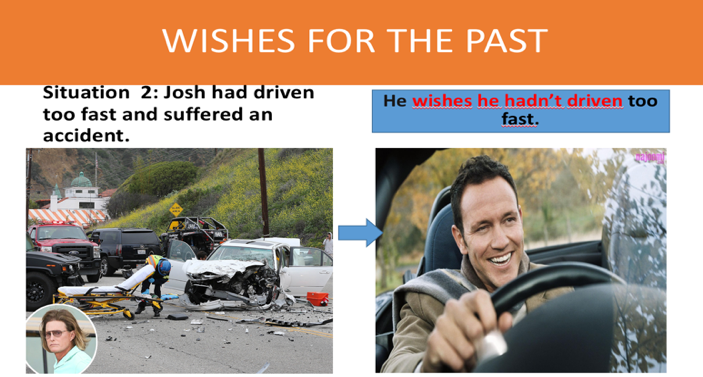 WISHES FOR THE PAST
Situation 2: Josh had driven
too fast and suffered an
accident.
He wishes he hadn't driven too
fast.